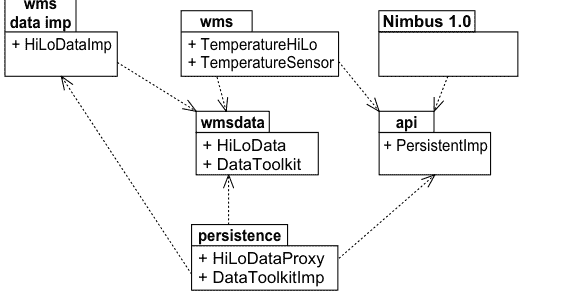 wms
data imp
+ HiLoDataImp
wms
+ TemperatureHiLo
+ TemperatureSensor
Nimbus 1.0
wmsdata
+ HiLoData
+ DataToolkit
api
+ PersistentImp
persistence
+ HiLoDataProxy
+ DataToolkitImp